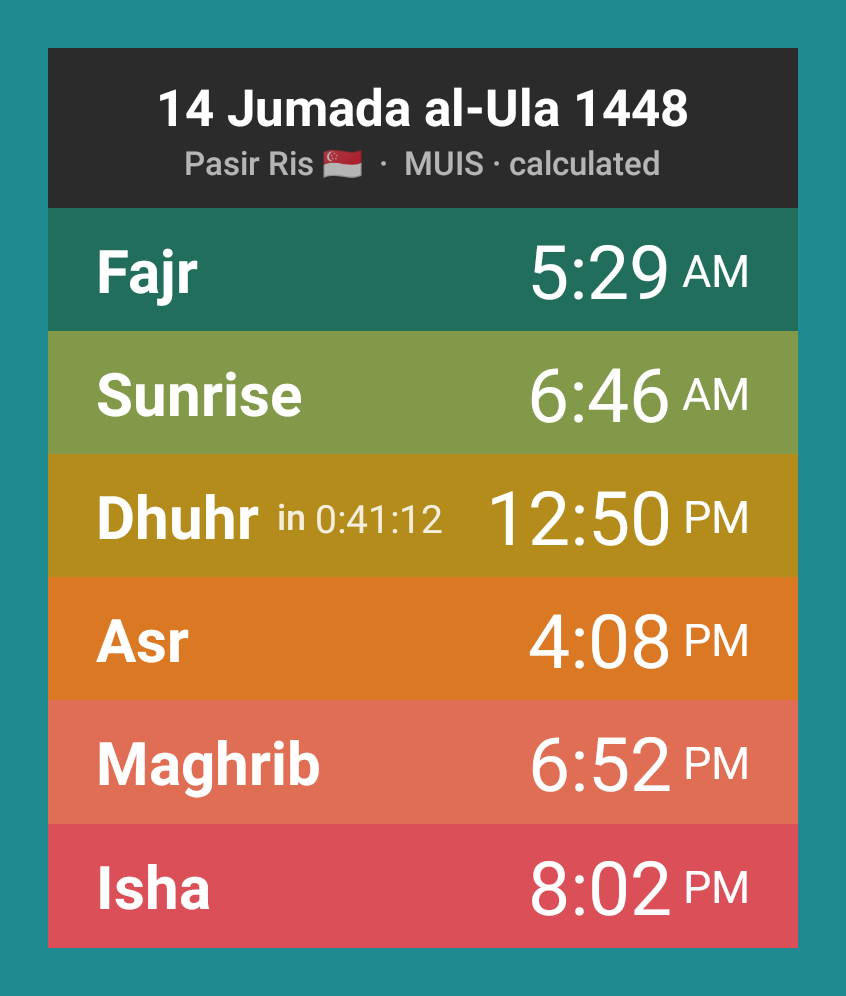 14 Jumada al-Ula 1448
Pasir Ris 🇸🇬 · MUIS · calculated
Fajr 5:29 AM
Sunrise 6:46 AM
Dhuhr in 0:41:12 12:50 PM
Asr 4:08 PM
Maghrib 6:52 PM
Isha 8:02 PM